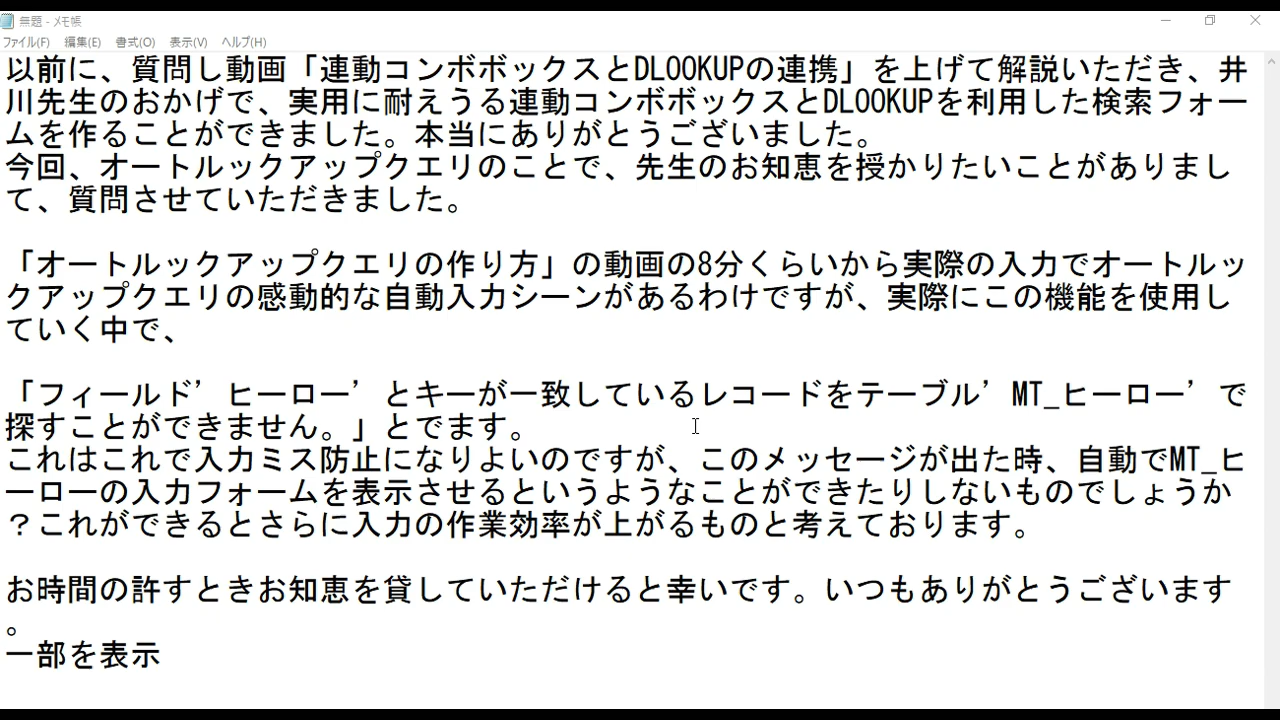 無題 - メモ帳
ファイル(F) 編集(E) 書式(O) 表示(V) ヘルプ(H)
以前に、質問し動画「連動コンボボックスとDLOOKUPの連携」を上げて解説いただき、井
川先生のおかげで、実用に耐えうる連動コンボボックスとDLOOKUPを利用した検索フォー
ムを作ることができました。本当にありがとうございました。
今回、オートルックアップクエリのことで、先生のお知恵を授かりたいことがありまし
て、質問させていただきました。
「オートルックアップクエリの作り方」の動画の8分くらいから実際の入力でオートルッ
クアップクエリの感動的な自動入力シーンがあるわけですが、実際にこの機能を使用し
ていく中で、
「フィールド’ヒーロー’とキーが一致しているレコードをテーブル’MT_ヒーロー’で
探すことができません。」とでます。
これはこれで入力ミス防止になりよいのですが、このメッセージが出た時、自動でMT_ヒ
ーローの入力フォームを表示させるというようなことができたりしないものでしょうか
？これができるとさらに入力の作業効率が上がるものと考えております。
お時間の許すときお知恵を貸していただけると幸いです。いつもありがとうございます
。
一部を表示